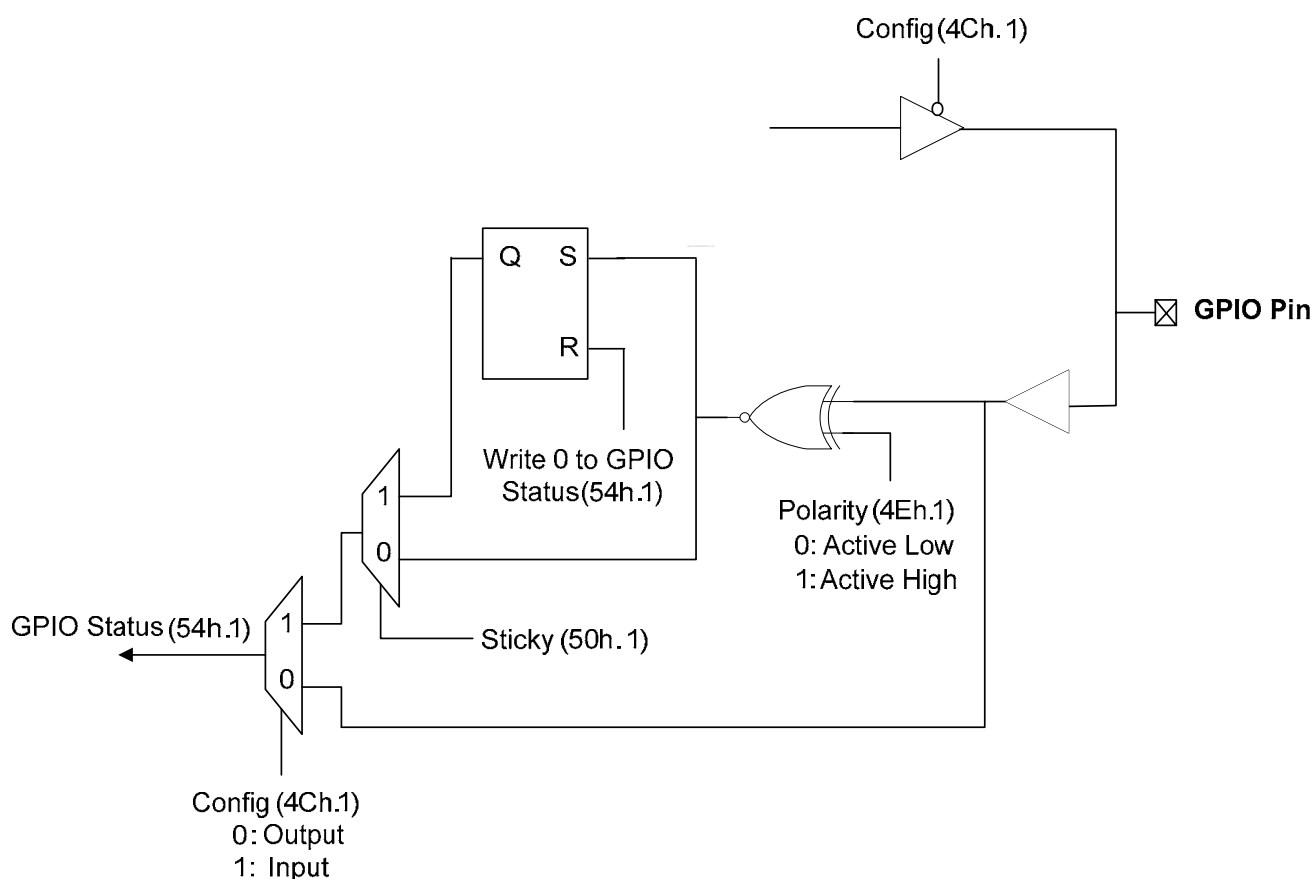 Config (4Ch. 1)
GPIO Pin
Q
S
R
Write 0 to GPIO
Status (54h.1)
Polarity (4Eh.1)
0: Active Low
1: Active High
1
0
Sticky (50h. 1)
GPIO Status (54h.1)
1
0
Config (4Ch.1)
0: Output
1: Input